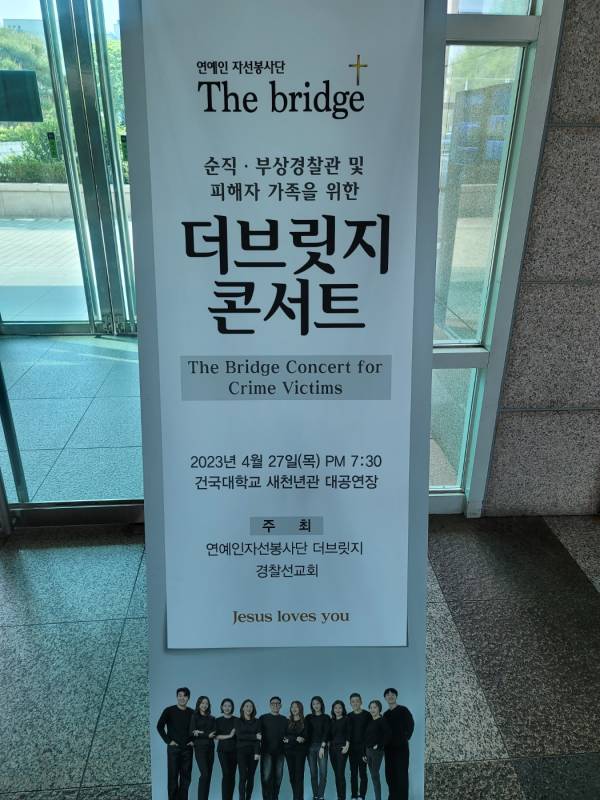 연예인 자선봉사단
The bridge
순직 · 부상경찰관 및
피해자 가족을 위한
더브릿지
콘서트
The Bridge Concert for
Crime Victims
2023년 4월 27일(목) PM 7:30
건국대학교 새천년관 대공연장
주 최
연예인자선봉사단 더브릿지
경찰선교회
Jesus loves you